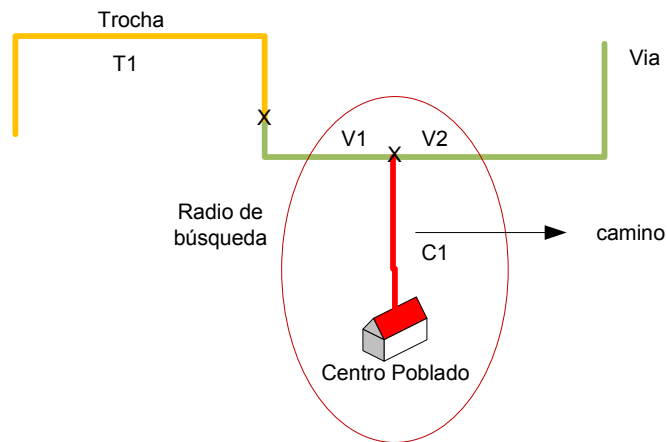 Trocha
T1
Via
X
V1
X
V2
Radio de
búsqueda
camino
C1
Centro Poblado